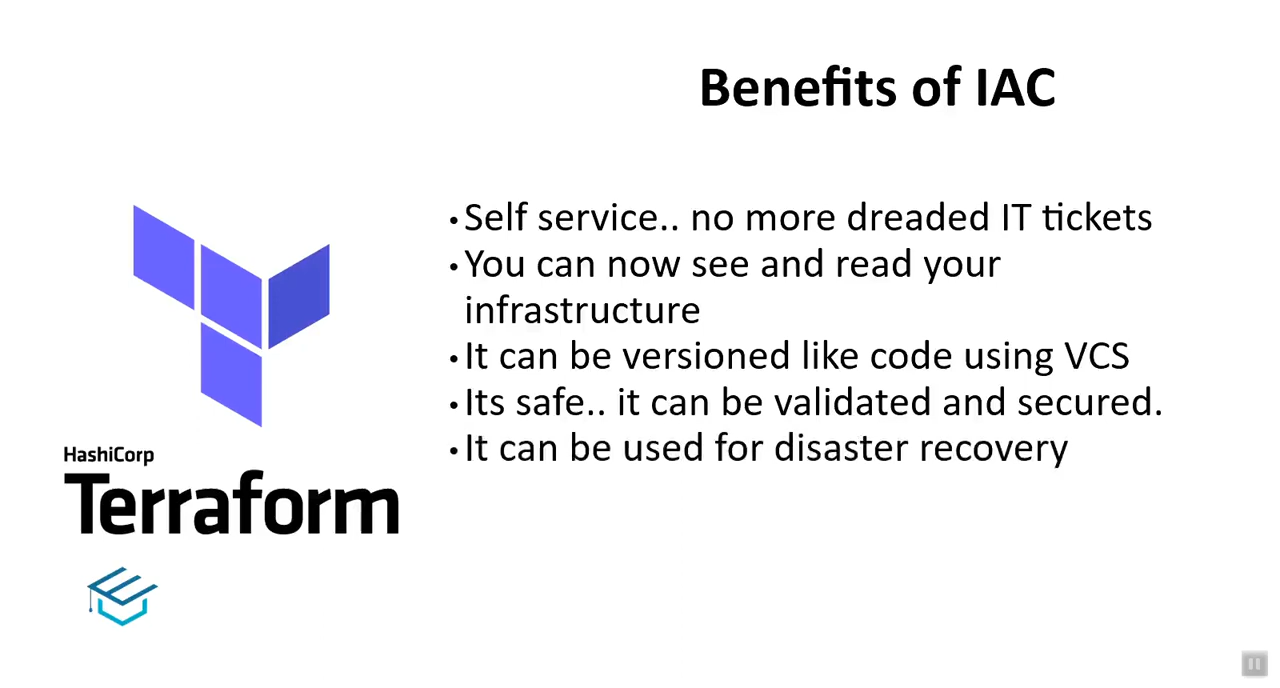 Benefits of IAC
• Self service.. no more dreaded IT tickets
• You can now see and read your
infrastructure
• It can be versioned like code using VCS
• Its safe.. it can be validated and secured.
• It can be used for disaster recovery
HashiCorp
Terraform